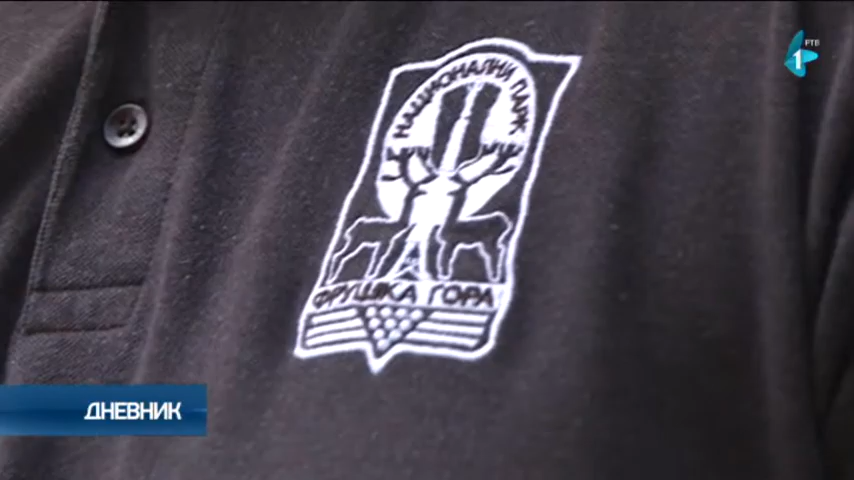 РТВ
1
НАЦИОНАЛНИ ПАРК
ФРУШКА ГОРА
ДНЕВНИК